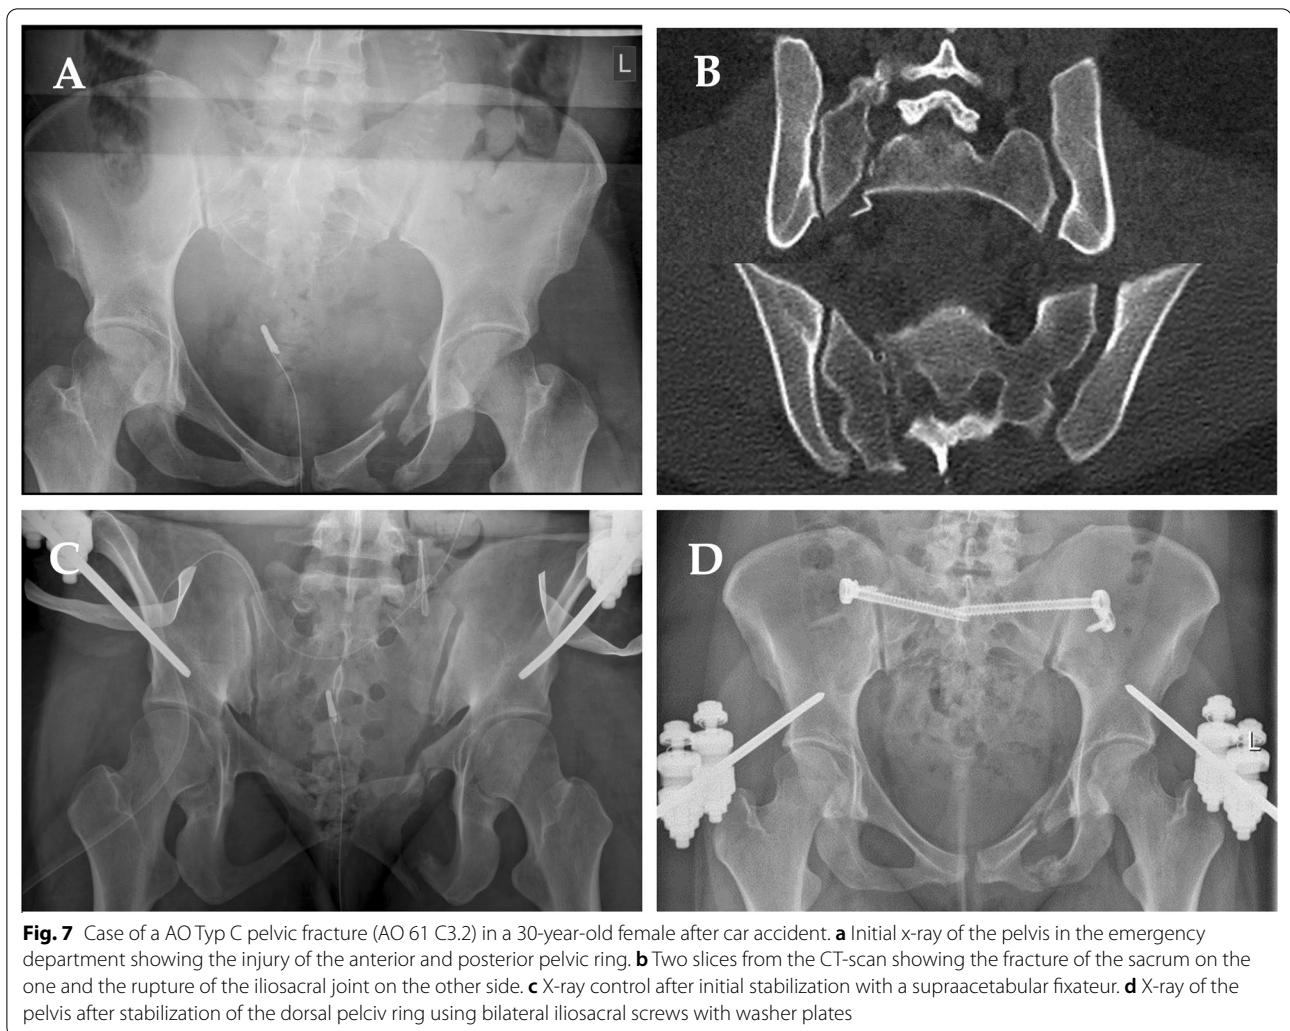 A
L
B
C
D
L
Fig. 7 Case of a AO Typ C pelvic fracture (AO 61 C3.2) in a 30-year-old female after car accident. a Initial x-ray of the pelvis in the emergency
department showing the injury of the anterior and posterior pelvic ring. b Two slices from the CT-scan showing the fracture of the sacrum on the
one and the rupture of the iliosacral joint on the other side. c X-ray control after initial stabilization with a supraacetabular fixateur. d X-ray of the
pelvis after stabilization of the dorsal pelciv ring using bilateral iliosacral screws with washer plates